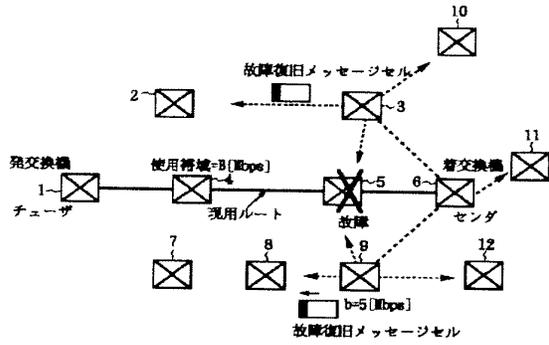 10
故障復旧メッセージセル
2
3
11
発交換機
使用帯域=B[Mbps]
着交換機
1
4
5
6
チューザ
現用ルート
故障
センダ
7
8
9
12
b=5[Mbps]
故障復旧メッセージセル